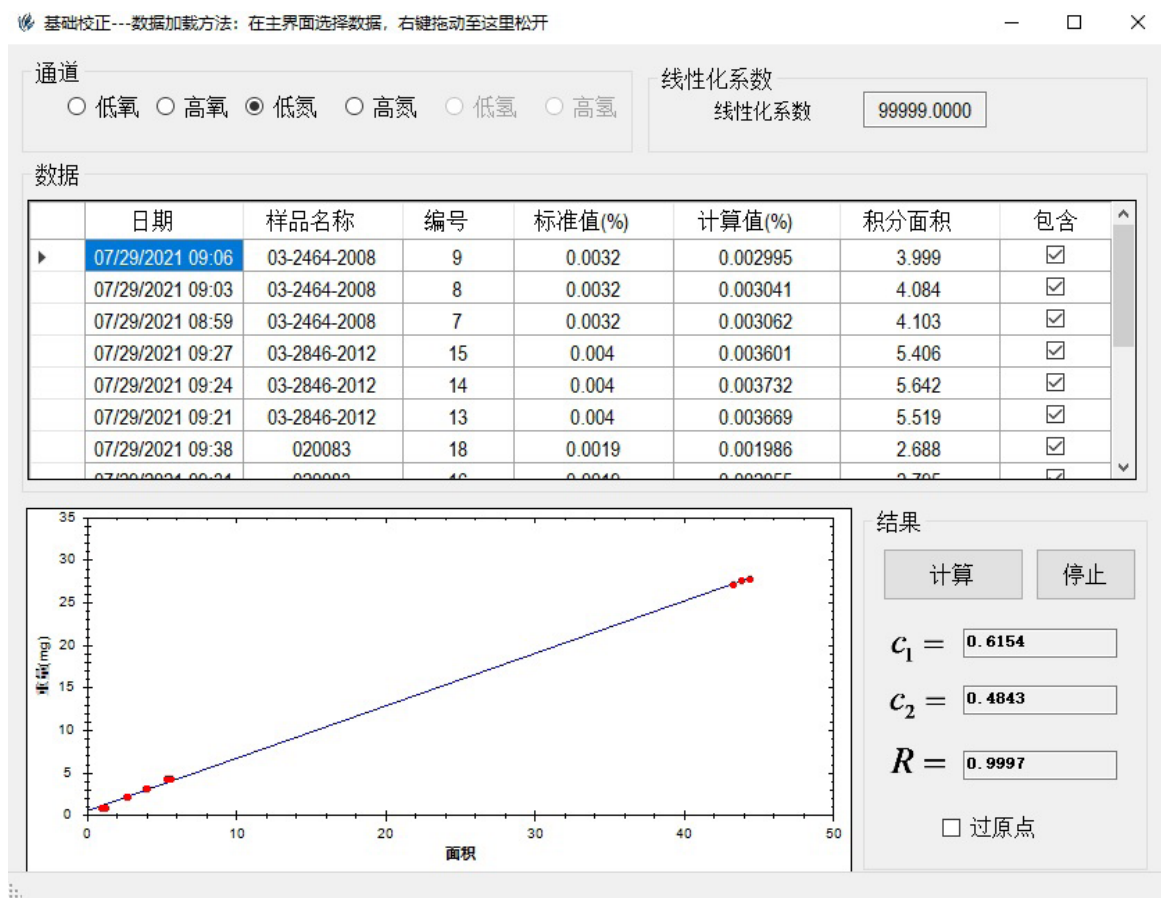 基础校正---数据加载方法：在主界面选择数据，右键拖动至这里松开
通道
低氧 高氧 低氮 高氮 低氢 高氢
线性化系数
线性化系数 99999.0000
数据
日期 样品名称 编号 标准值(%) 计算值(%) 积分面积 包含
07/29/2021 09:06 03-2464-2008 9 0.0032 0.002995 3.999
07/29/2021 09:03 03-2464-2008 8 0.0032 0.003041 4.084
07/29/2021 08:59 03-2464-2008 7 0.0032 0.003062 4.103
07/29/2021 09:27 03-2846-2012 15 0.004 0.003601 5.406
07/29/2021 09:24 03-2846-2012 14 0.004 0.003732 5.642
07/29/2021 09:21 03-2846-2012 13 0.004 0.003669 5.519
07/29/2021 09:38 020083 18 0.0019 0.001986 2.688
35
30
25
20
15
10
5
0
重量(mg)
0 10 20 30 40 50
面积
结果
计算 停止
c1 = 0.6154
c2 = 0.4843
R = 0.9997
过原点